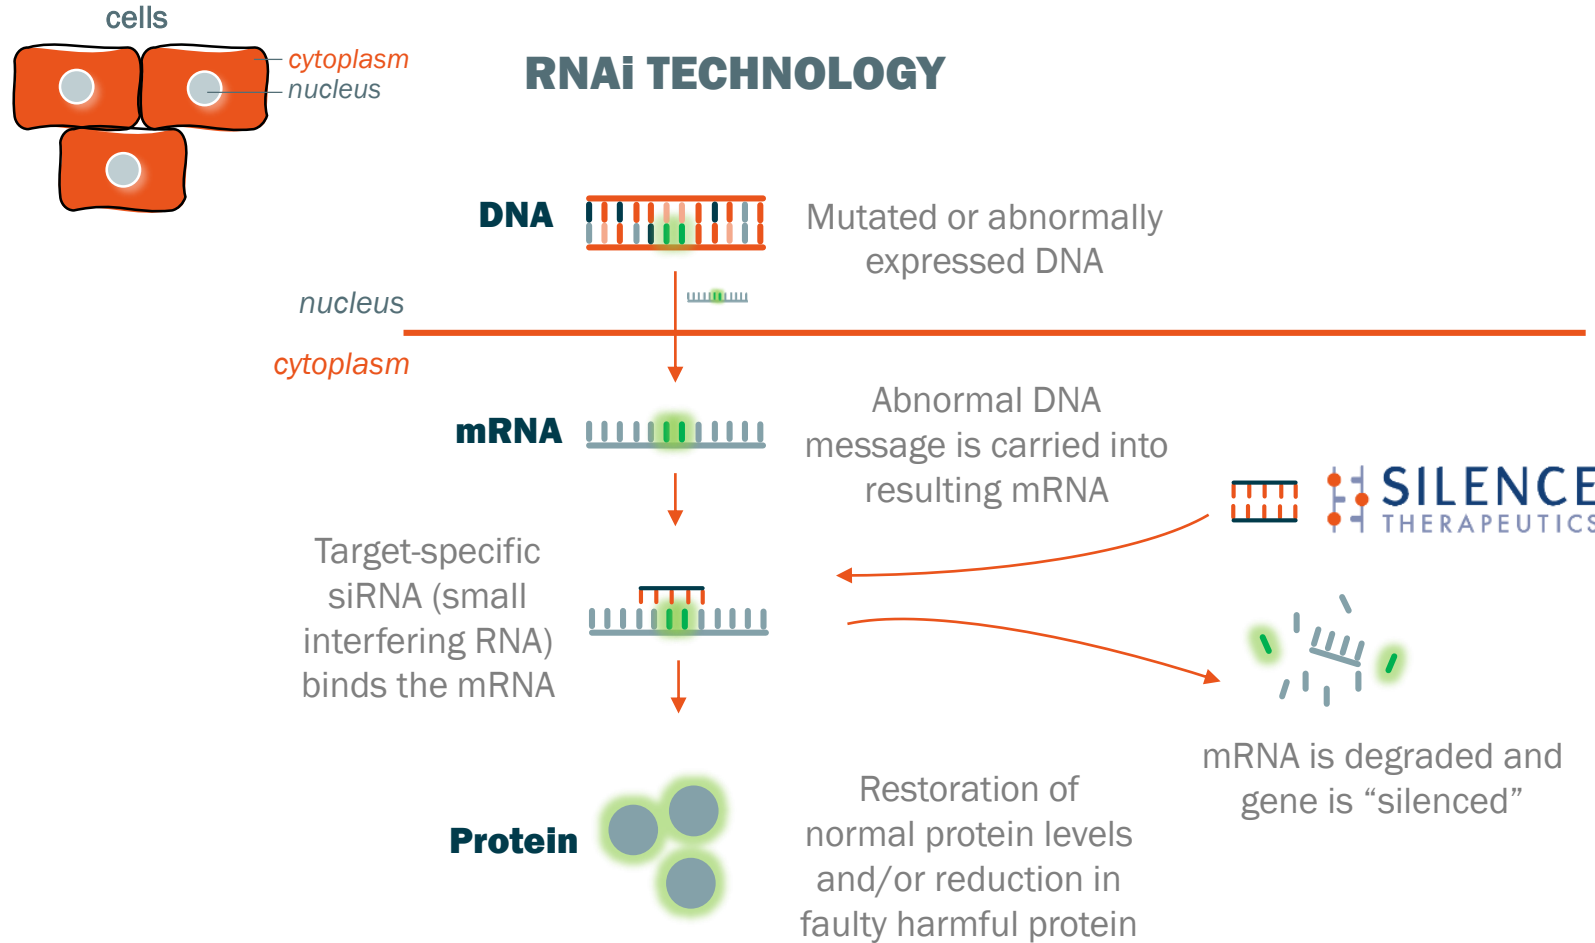 cells
cytoplasm
nucleus
RNAi TECHNOLOGY
DNA
Mutated or abnormally
expressed DNA
nucleus
cytoplasm
mRNA
Abnormal DNA
message is carried into
resulting mRNA
SILENCE
THERAPEUTICS
Target-specific
siRNA (small
interfering RNA)
binds the mRNA
mRNA is degraded and
gene is “silenced”
Protein
Restoration of
normal protein levels
and/or reduction in
faulty harmful protein